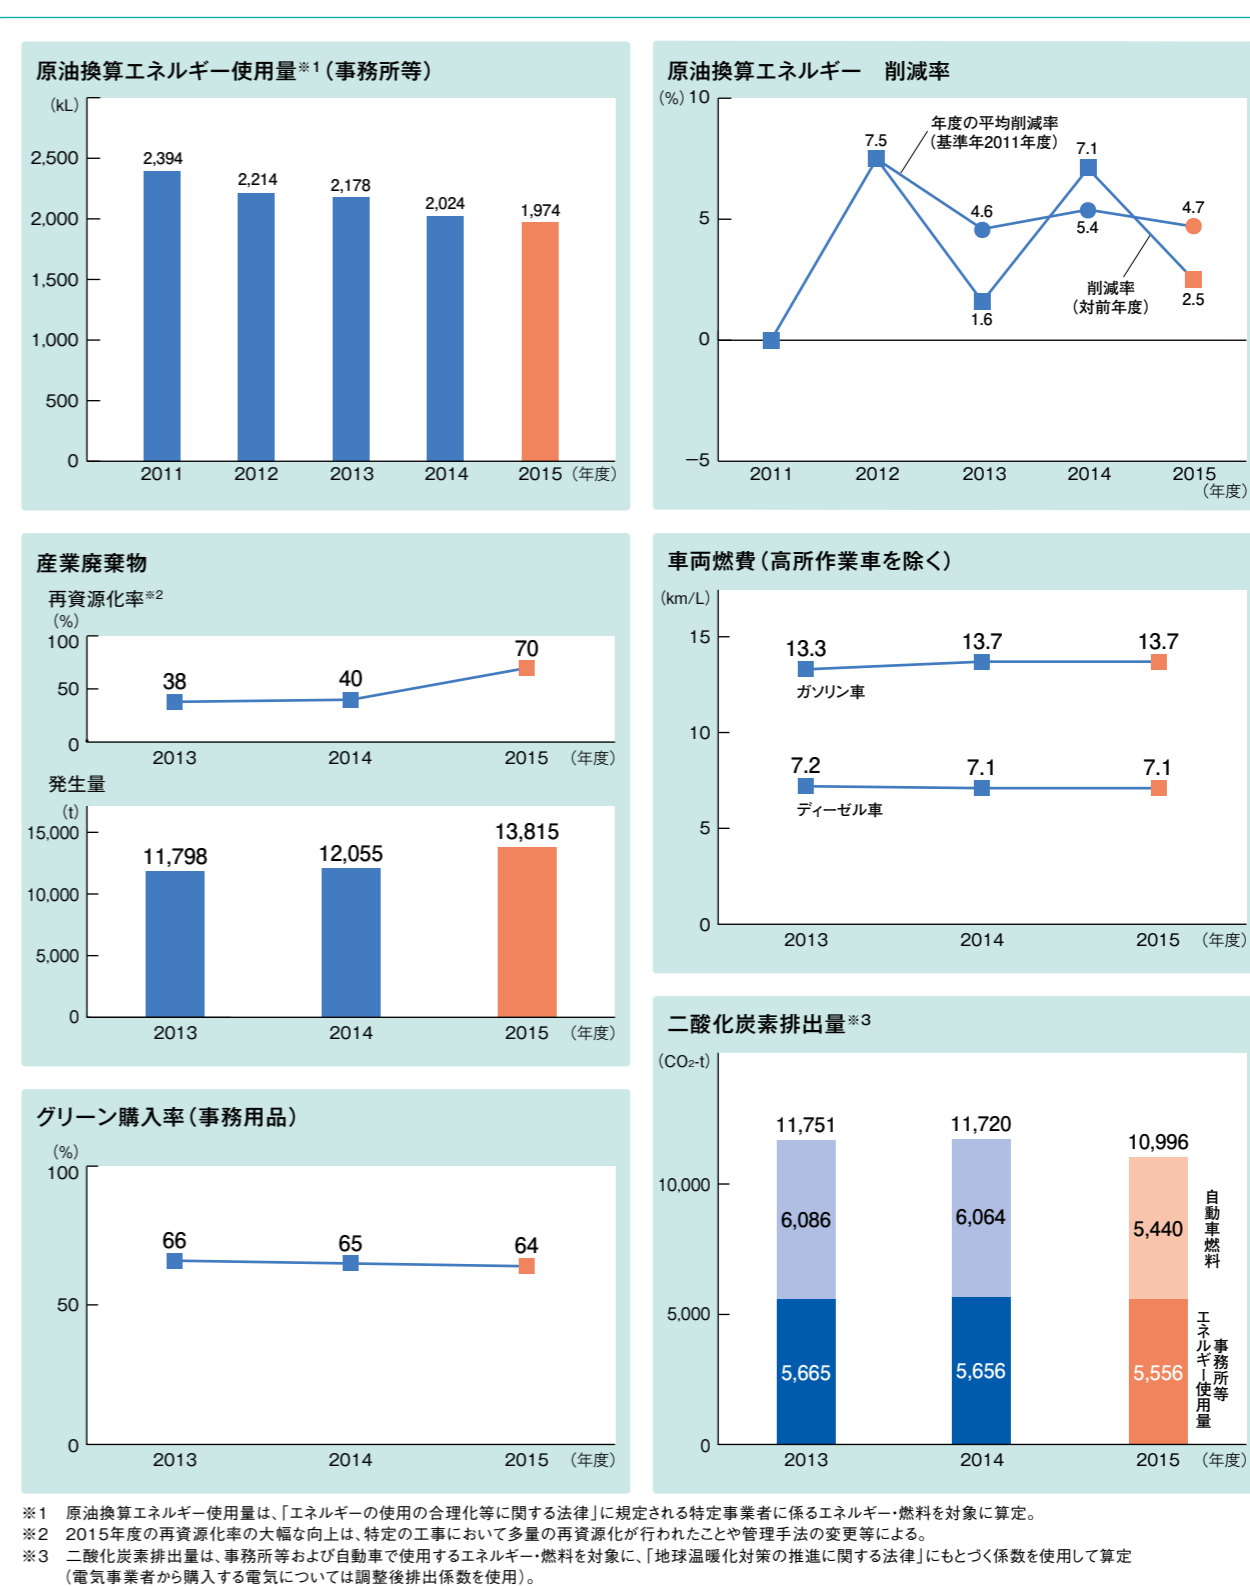 原油換算エネルギー使用量※1（事務所等）
（kL）
2,500
2,000
1,500
1,000
500
0
2,394
2,214
2,178
2,024
1,974
2011 2012 2013 2014 2015（年度）
原油換算エネルギー　削減率
（%）10
5
0
−5
7.5
年度の平均削減率
（基準年2011年度）
7.1
4.6
5.4
4.7
1.6
削減率
（対前年度）
2.5
2011 2012 2013 2014 2015
（年度）
産業廃棄物
再資源化率※2
（%）
100
50
0
38
40
70
2013 2014 2015（年度）
発生量
（t）
15,000
10,000
5,000
0
11,798
12,055
13,815
2013 2014 2015（年度）
車両燃費（高所作業車を除く）
（km/L）
15
10
5
0
13.3
13.7
13.7
ガソリン車
7.2
7.1
7.1
ディーゼル車
2013 2014 2015（年度）
グリーン購入率（事務用品）
（%）
100
50
0
66
65
64
2013 2014 2015（年度）
二酸化炭素排出量※3
（CO₂-t）
10,000
5,000
0
11,751
11,720
10,996
6,086
6,064
5,440
自動車燃料
5,665
5,656
5,556
事務所等
エネルギー使用量
2013 2014 2015（年度）
※1　原油換算エネルギー使用量は、「エネルギーの使用の合理化等に関する法律」に規定される特定事業者に係るエネルギー・燃料を対象に算定。
※2　2015年度の再資源化率の大幅な向上は、特定の工事において多量の再資源化が行われたことや管理手法の変更等による。
※3　二酸化炭素排出量は、事務所等および自動車で使用するエネルギー・燃料を対象に、「地球温暖化対策の推進に関する法律」にもとづく係数を使用して算定
（電気事業者から購入する電気については調整後排出係数を使用）。